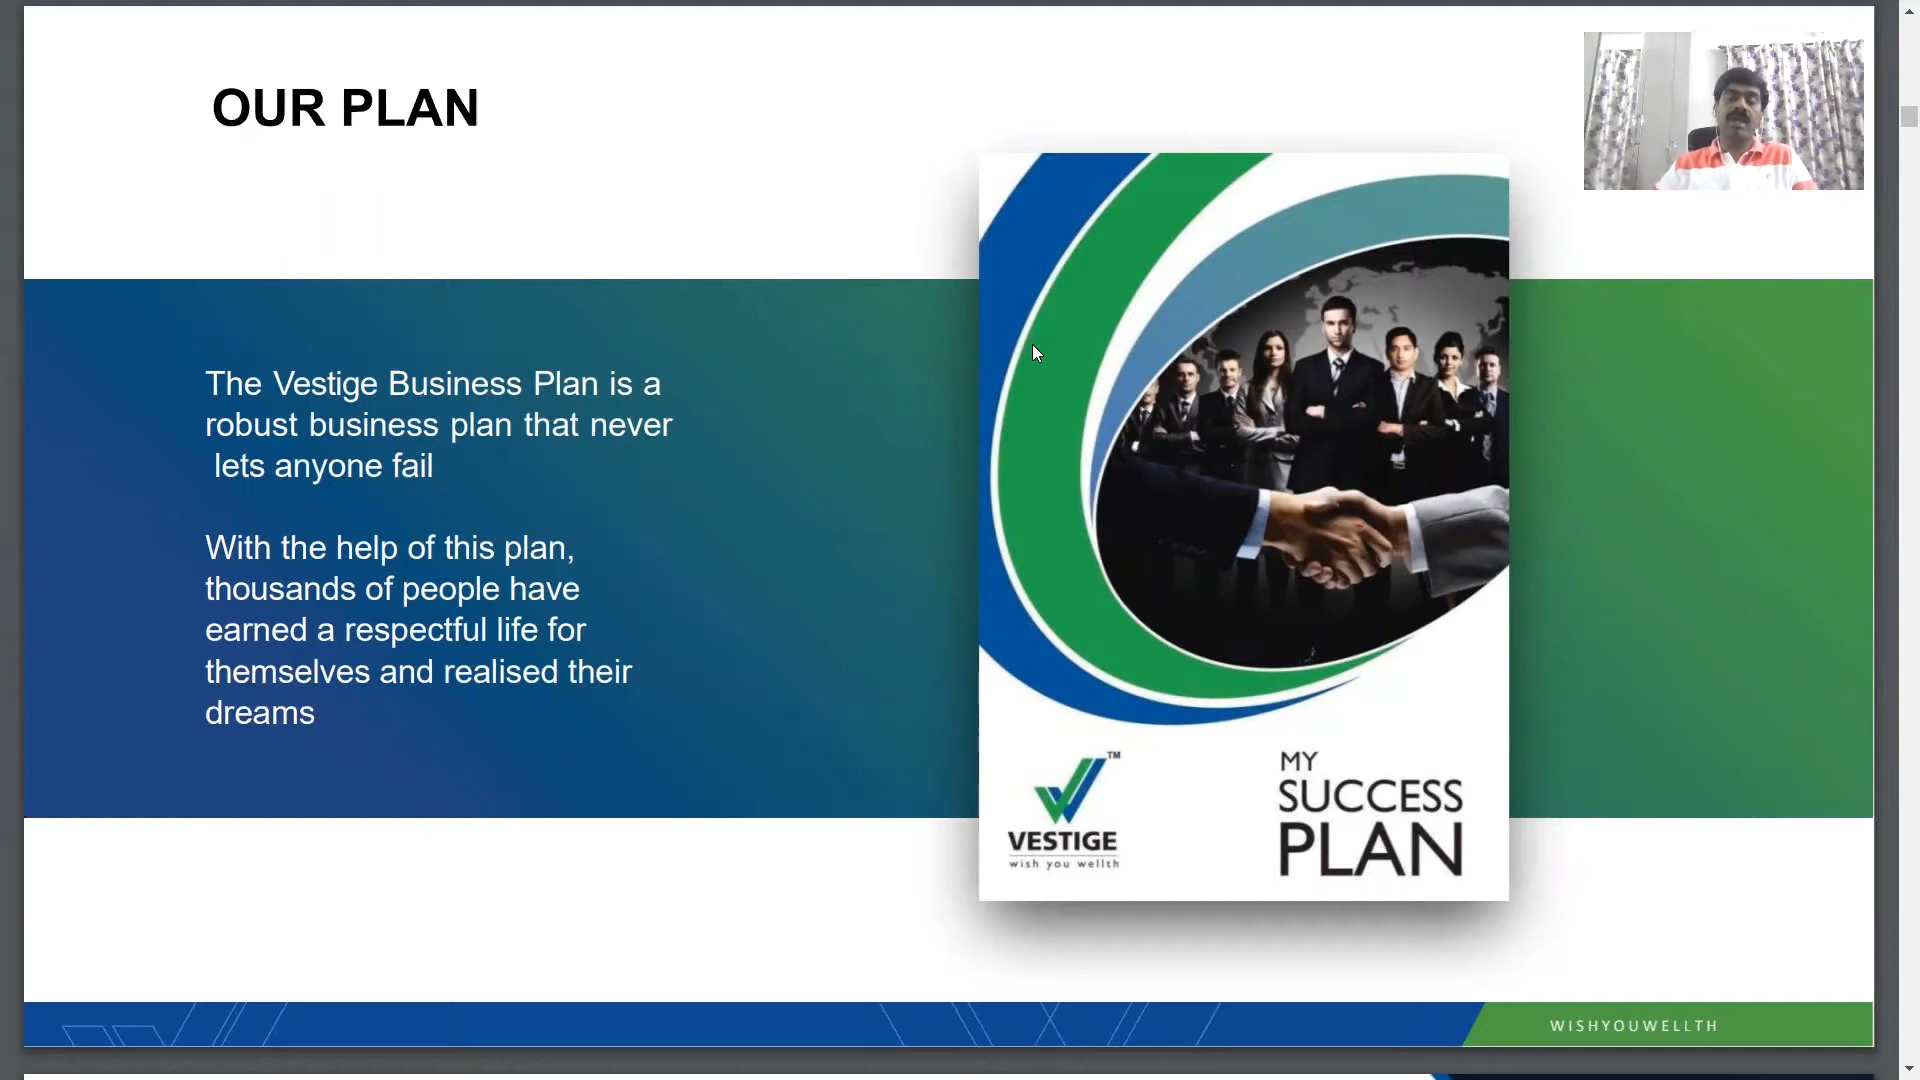 OUR PLAN
The Vestige Business Plan is a
robust business plan that never
lets anyone fail
With the help of this plan,
thousands of people have
earned a respectful life for
themselves and realised their
dreams
TM
VESTIGE
wish you wellth
MY
SUCCESS
PLAN
WISHYOUWELLTH